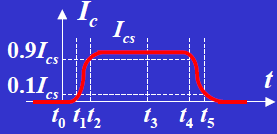 I_c
0.9I_cs
I_cs
0.1I_cs
t
t_0 t_1 t_2 t_3 t_4 t_5